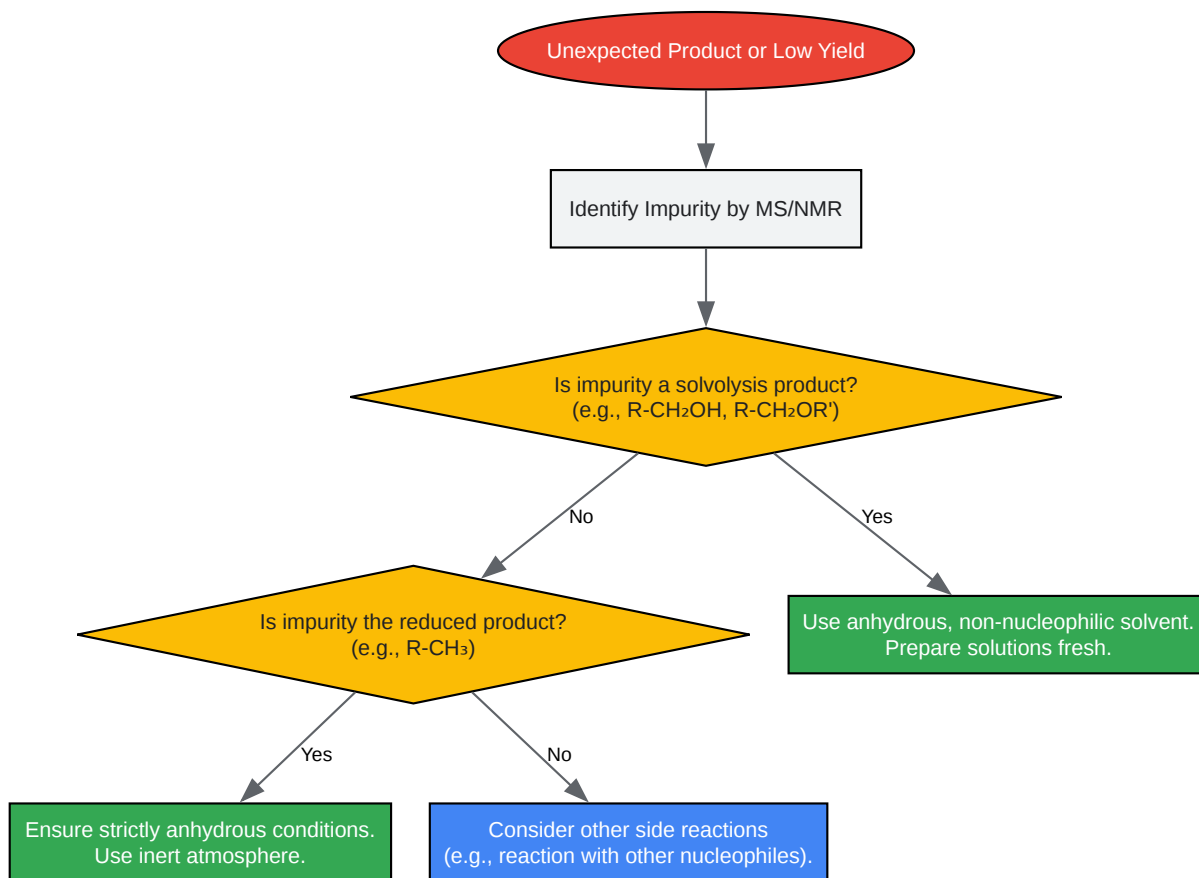 Unexpected Product or Low Yield
Identify Impurity by MS/NMR
Is impurity a solvolysis product?
(e.g., R-CH₂OH, R-CH₂OR')
No
Yes
Is impurity the reduced product?
(e.g., R-CH₃)
Use anhydrous, non-nucleophilic solvent.
Prepare solutions fresh.
Yes
No
Ensure strictly anhydrous conditions.
Use inert atmosphere.
Consider other side reactions
(e.g., reaction with other nucleophiles).